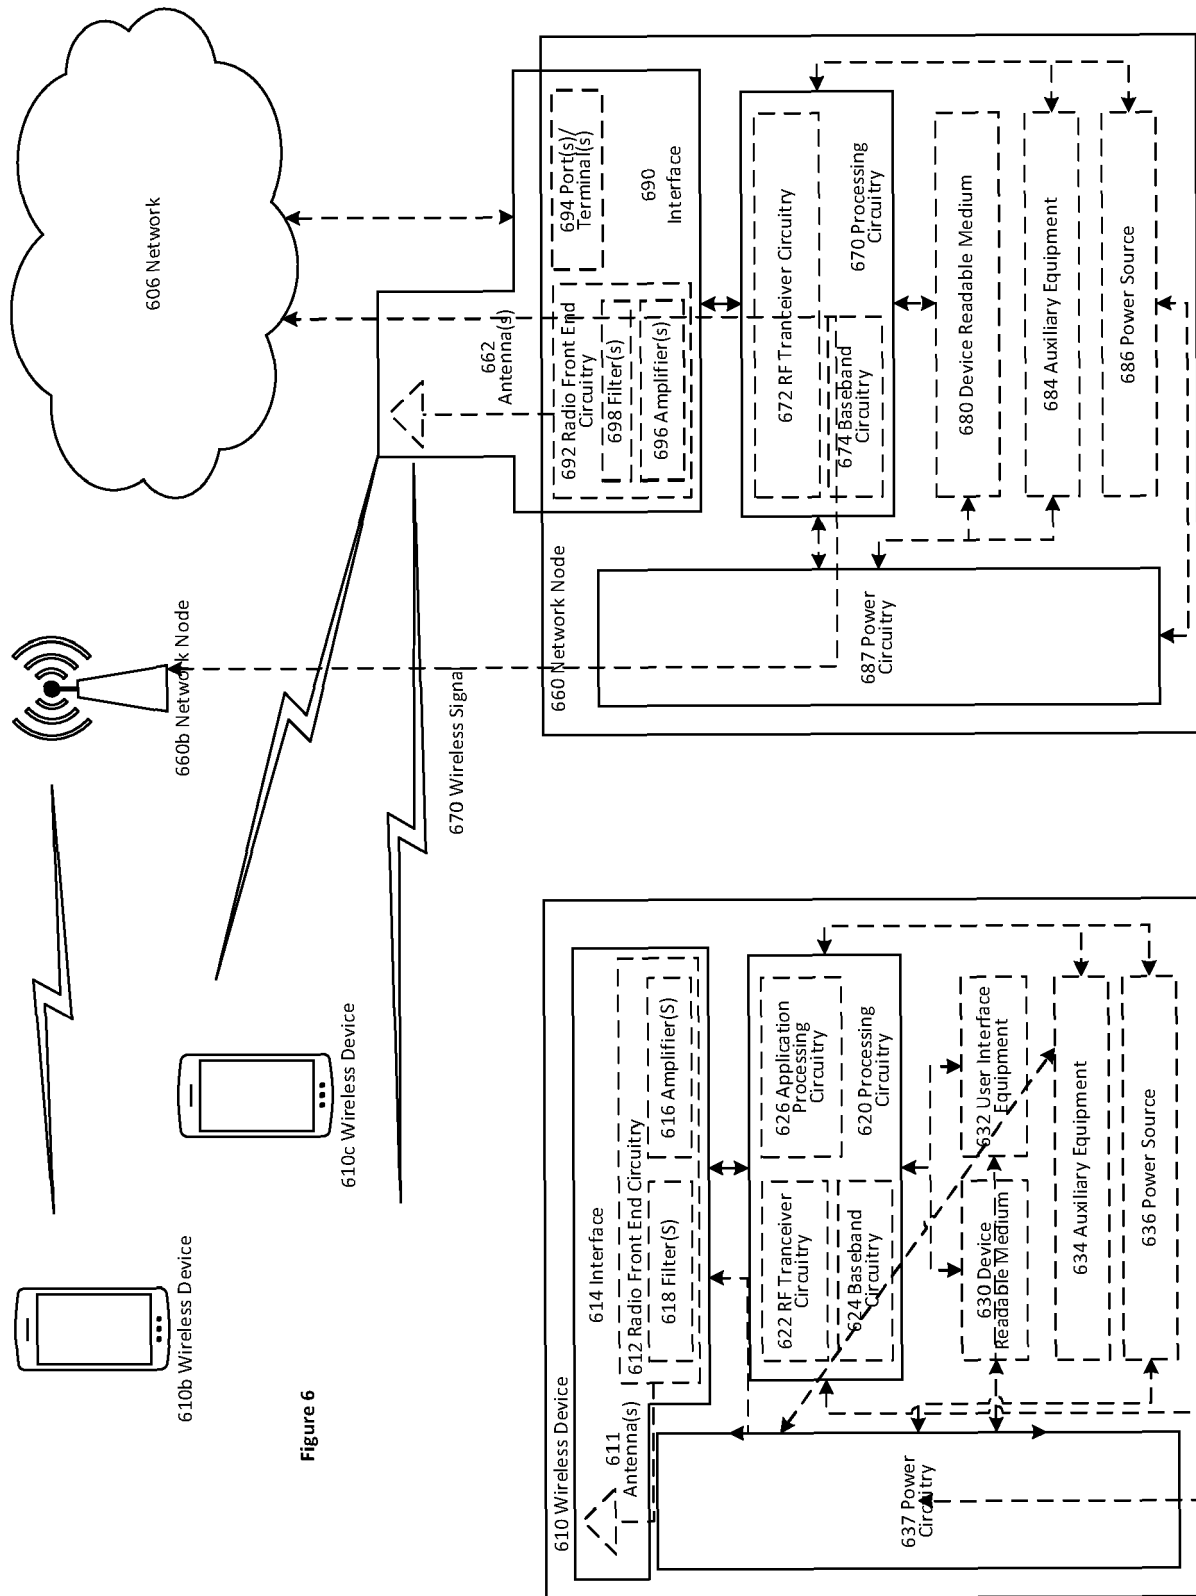 606 Network
660b Network Node
610b Wireless Device
610c Wireless Device
670 Wireless Signal
Figure 6
610 Wireless Device
611
Antenna(s)
614 Interface
612 Radio Front End Circuitry
618 Filter(S)
616 Amplifier(S)
622 RF Tranceiver
Circuitry
624 Baseband
Circuitry
626 Application
Processing
Circuitry
620 Processing
Circuitry
630 Device
Readable Medium
632 User Interface
Equipment
634 Auxiliary Equipment
636 Power Source
637 Power
Circuitry
660 Network Node
662
Antenna(s)
692 Radio Front End
Circuitry
698 Filter(s)
696 Amplifier(s)
694 Port(s)/
Terminal(s)
690
Interface
672 RF Tranceiver Circuitry
674 Baseband
Circuitry
670 Processing
Circuitry
680 Device Readable Medium
684 Auxiliary Equipment
686 Power Source
687 Power
Circuitry